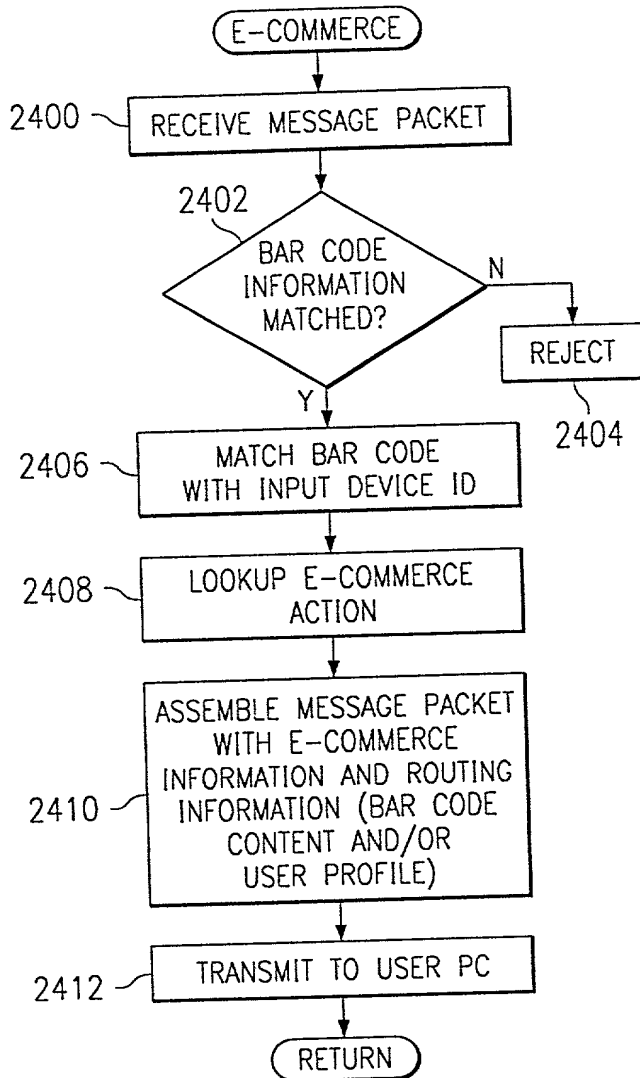 E-COMMERCE
2400
RECEIVE MESSAGE PACKET
2402
BAR CODE
INFORMATION
MATCHED?
N
REJECT
2404
Y
2406
MATCH BAR CODE
WITH INPUT DEVICE ID
2408
LOOKUP E-COMMERCE
ACTION
2410
ASSEMBLE MESSAGE PACKET
WITH E-COMMERCE
INFORMATION AND ROUTING
INFORMATION (BAR CODE
CONTENT AND/OR
USER PROFILE)
2412
TRANSMIT TO USER PC
RETURN